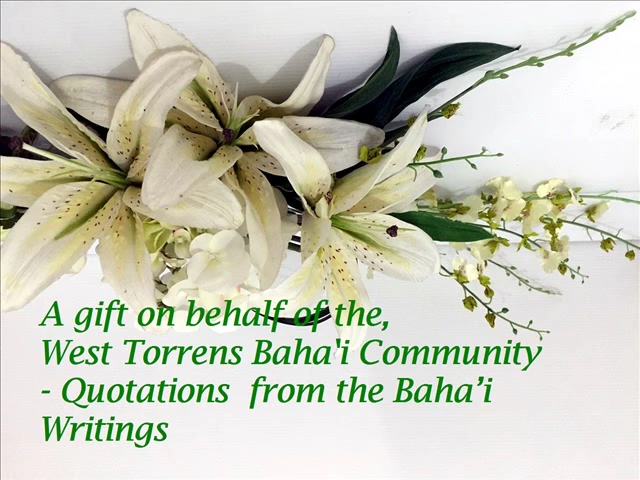 A gift on behalf of the,
West Torrens Baha‛i Community
- Quotations  from the Baha’i
Writings